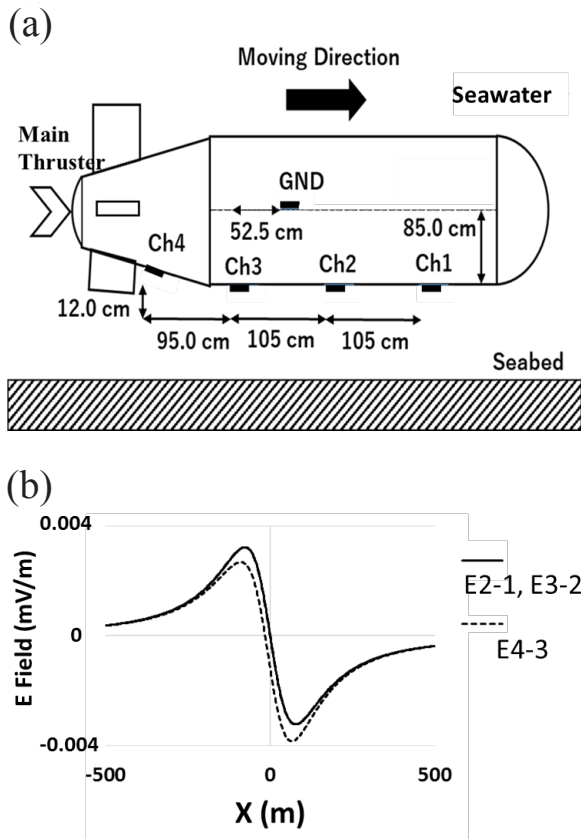 (a)
Moving Direction
Seawater
Main
Thruster
GND
52.5 cm
85.0 cm
Ch4
Ch3
Ch2
Ch1
12.0 cm
95.0 cm
105 cm
105 cm
Seabed
(b)
0.004
E Field (mV/m)
0
-0.004
-500
0
500
X (m)
E2-1, E3-2
E4-3